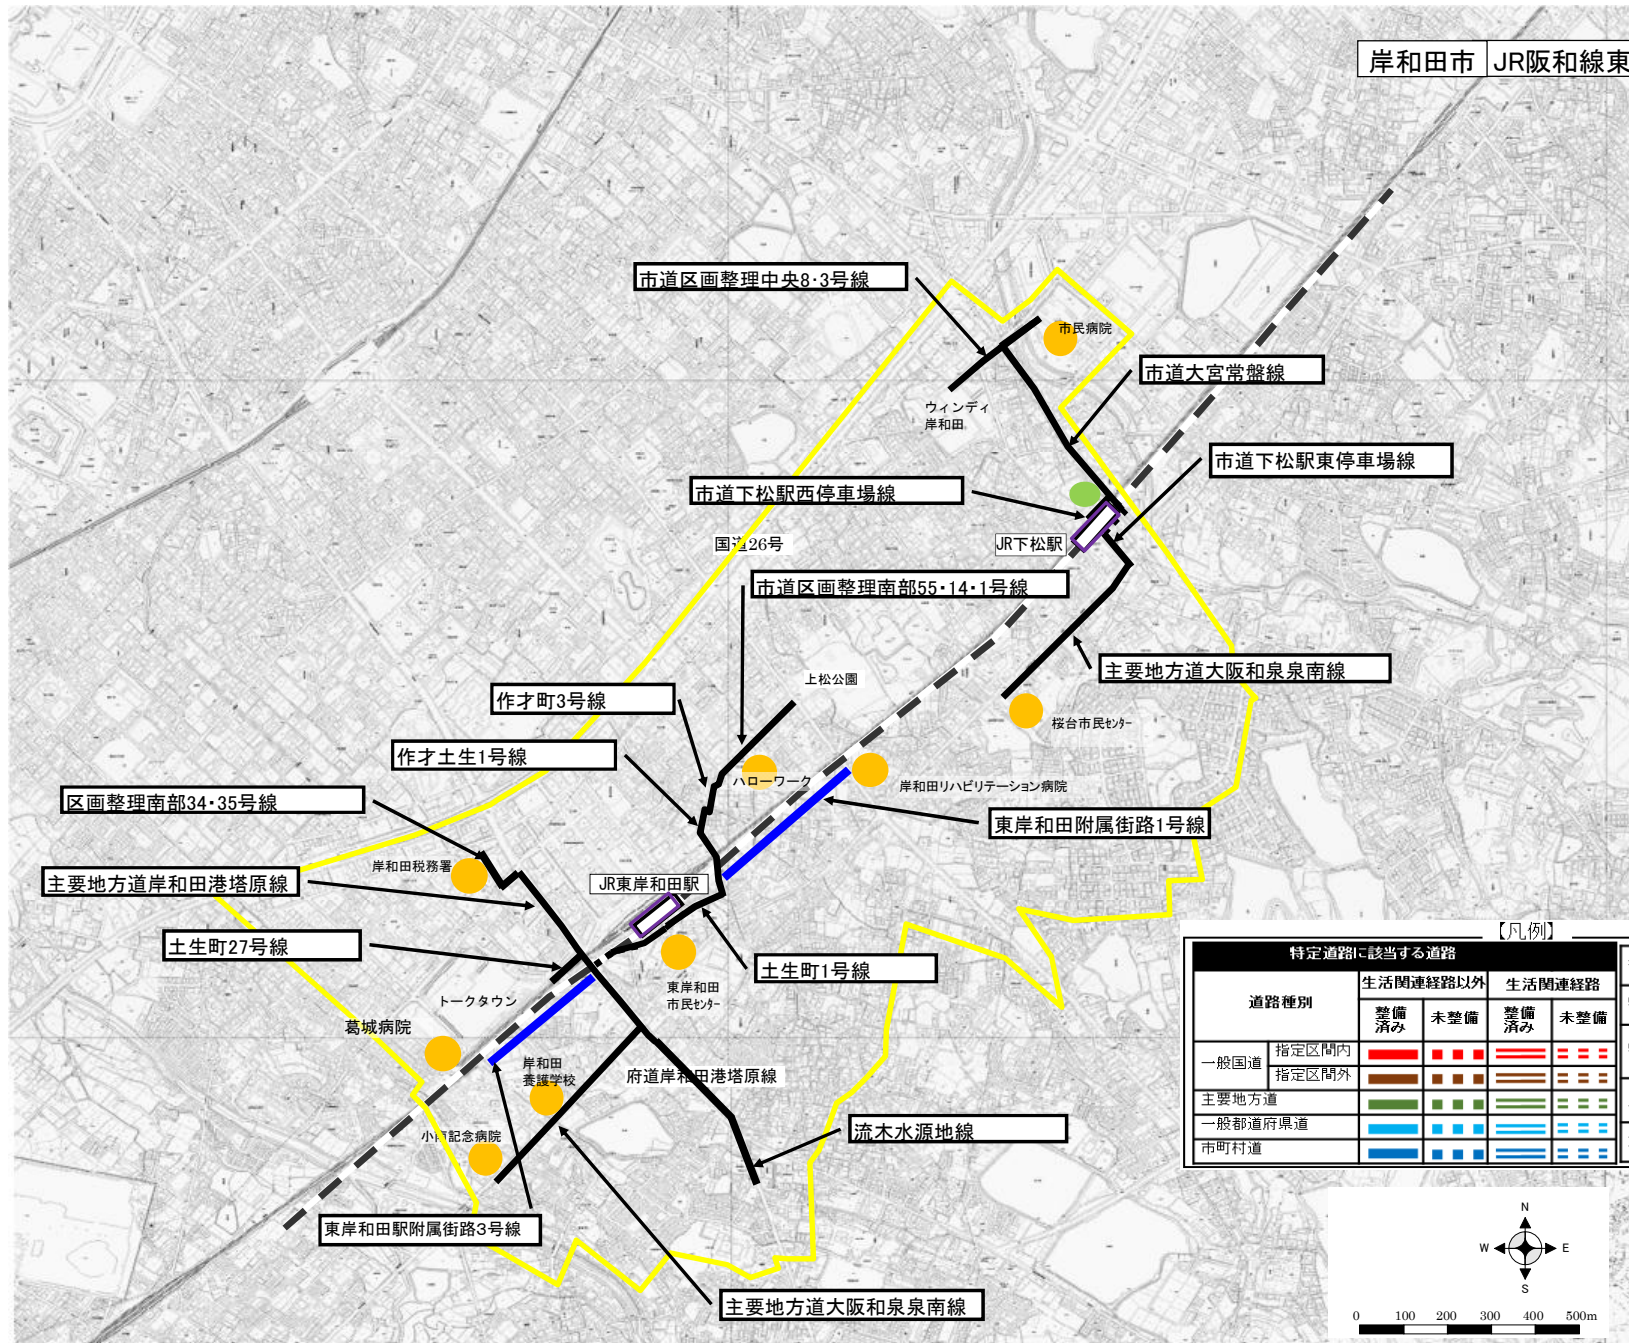 岸和田市
JR阪和線東
市道区画整理中央8・3号線
市民病院
市道大宮常盤線
ウィンディ
岸和田
市道下松駅東停車場線
市道下松駅西停車場線
国道26号
JR下松駅
市道区画整理南部55・14・1号線
主要地方道大阪和泉泉南線
上松公園
作才町3号線
桜台市民ｾﾝﾀｰ
作才土生1号線
ハローワーク
岸和田リハビリテーション病院
区画整理南部34・35号線
東岸和田附属街路1号線
岸和田税務署
主要地方道岸和田港塔原線
JR東岸和田駅
土生町27号線
土生町1号線
東岸和田
市民ｾﾝﾀｰ
トークタウン
葛城病院
岸和田
養護学校
府道岸和田港塔原線
小南記念病院
流木水源地線
東岸和田駅附属街路3号線
主要地方道大阪和泉泉南線
【凡例】
特定道路に該当する道路
道路種別
生活関連経路以外
生活関連経路
整備
済み
未整備
整備
済み
未整備
一般国道
指定区間内
指定区間外
主要地方道
一般都道府県道
市町村道
N
W
E
S
0 100 200 300 400 500m